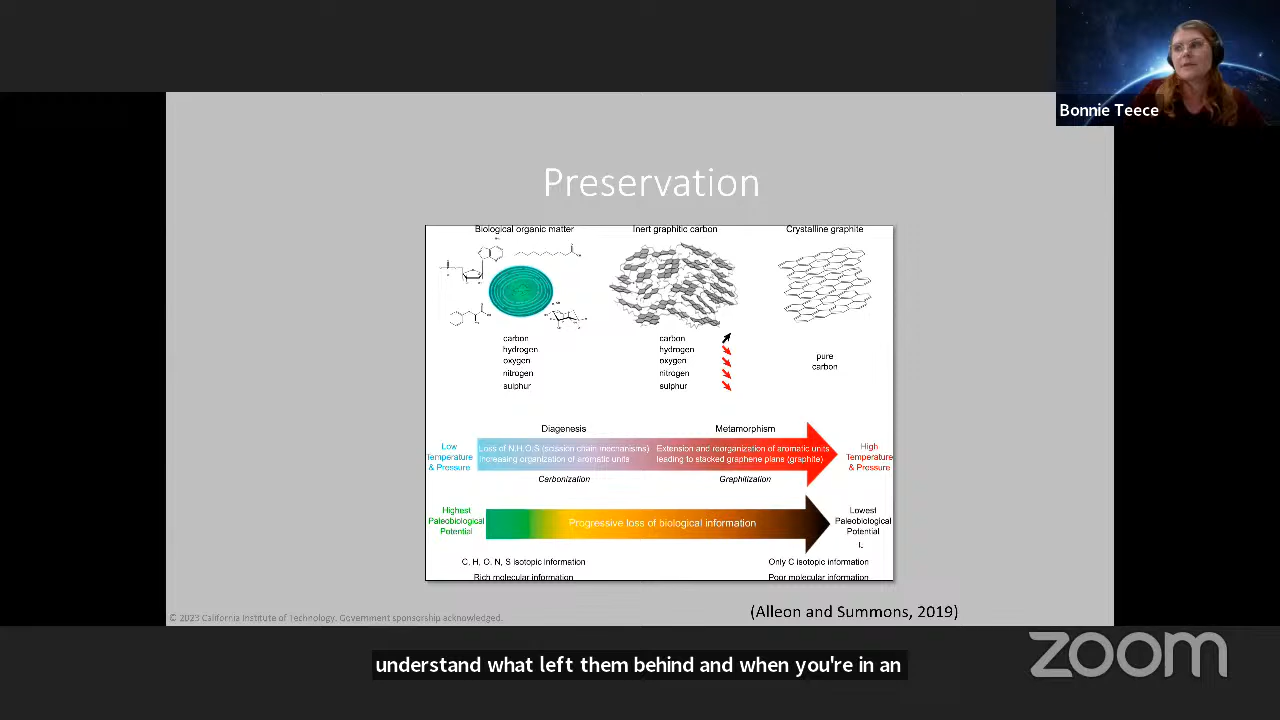 Bonnie Teece
Preservation
Biological organic matter
Inert graphitic carbon
Crystalline graphite
carbon
hydrogen
oxygen
nitrogen
sulphur
carbon
hydrogen
oxygen
nitrogen
sulphur
pure
carbon
Diagenesis
Metamorphism
Low
Temperature
& Pressure
Loss of N,H,O,S (scission chain mechanisms)
Increasing organization of aromatic units
Extension and reorganization of aromatic units
leading to stacked graphene plans (graphite)
High
Temperature
& Pressure
Carbonization
Graphitization
Highest
Paleobiological
Potential
Progressive loss of biological information
Lowest
Paleobiological
Potential
C, H, O, N, S isotopic information
Only C isotopic information
Rich molecular information
Poor molecular information
(Alleon and Summons, 2019)
© 2023 California Institute of Technology. Government sponsorship acknowledged.
understand what left them behind and when you're in an
zoom